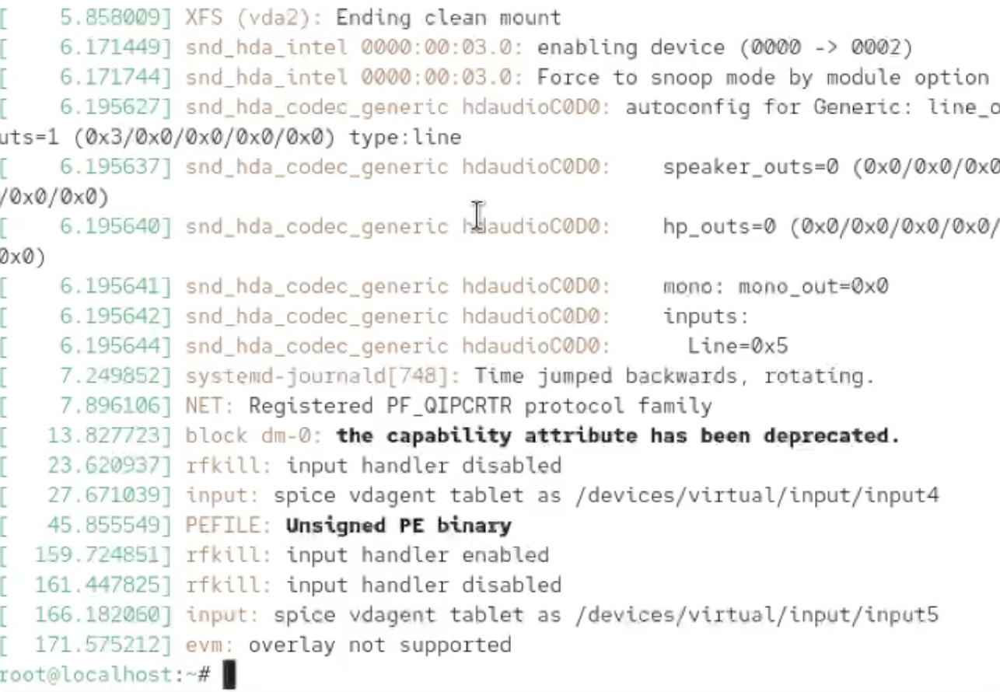 [    5.858009] XFS (vda2): Ending clean mount
[    6.171449] snd_hda_intel 0000:00:03.0: enabling device (0000 -> 0002)
[    6.171744] snd_hda_intel 0000:00:03.0: Force to snoop mode by module option
[    6.195627] snd_hda_codec_generic hdaudioC0D0: autoconfig for Generic: line_o
uts=1 (0x3/0x0/0x0/0x0/0x0) type:line
[    6.195637] snd_hda_codec_generic hdaudioC0D0:    speaker_outs=0 (0x0/0x0/0x0
/0x0/0x0)
[    6.195640] snd_hda_codec_generic hdaudioC0D0:    hp_outs=0 (0x0/0x0/0x0/0x0/
0x0)
[    6.195641] snd_hda_codec_generic hdaudioC0D0:    mono: mono_out=0x0
[    6.195642] snd_hda_codec_generic hdaudioC0D0:    inputs:
[    6.195644] snd_hda_codec_generic hdaudioC0D0:      Line=0x5
[    7.249852] systemd-journald[748]: Time jumped backwards, rotating.
[    7.896106] NET: Registered PF_QIPCRTR protocol family
[   13.827723] block dm-0: the capability attribute has been deprecated.
[   23.620937] rfkill: input handler disabled
[   27.671039] input: spice vdagent tablet as /devices/virtual/input/input4
[   45.855549] PEFILE: Unsigned PE binary
[  159.724851] rfkill: input handler enabled
[  161.447825] rfkill: input handler disabled
[  166.182060] input: spice vdagent tablet as /devices/virtual/input/input5
[  171.575212] evm: overlay not supported
root@localhost:~#